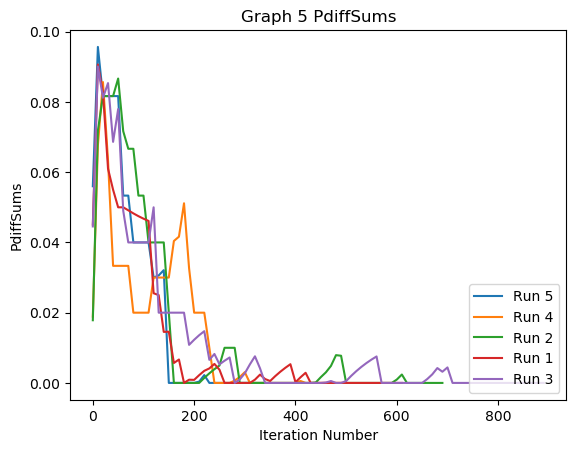 Graph 5 PdiffSums
PdiffSums
0.10
0.08
0.06
0.04
0.02
0.00
0
200
400
600
800
Iteration Number
Run 5
Run 4
Run 2
Run 1
Run 3